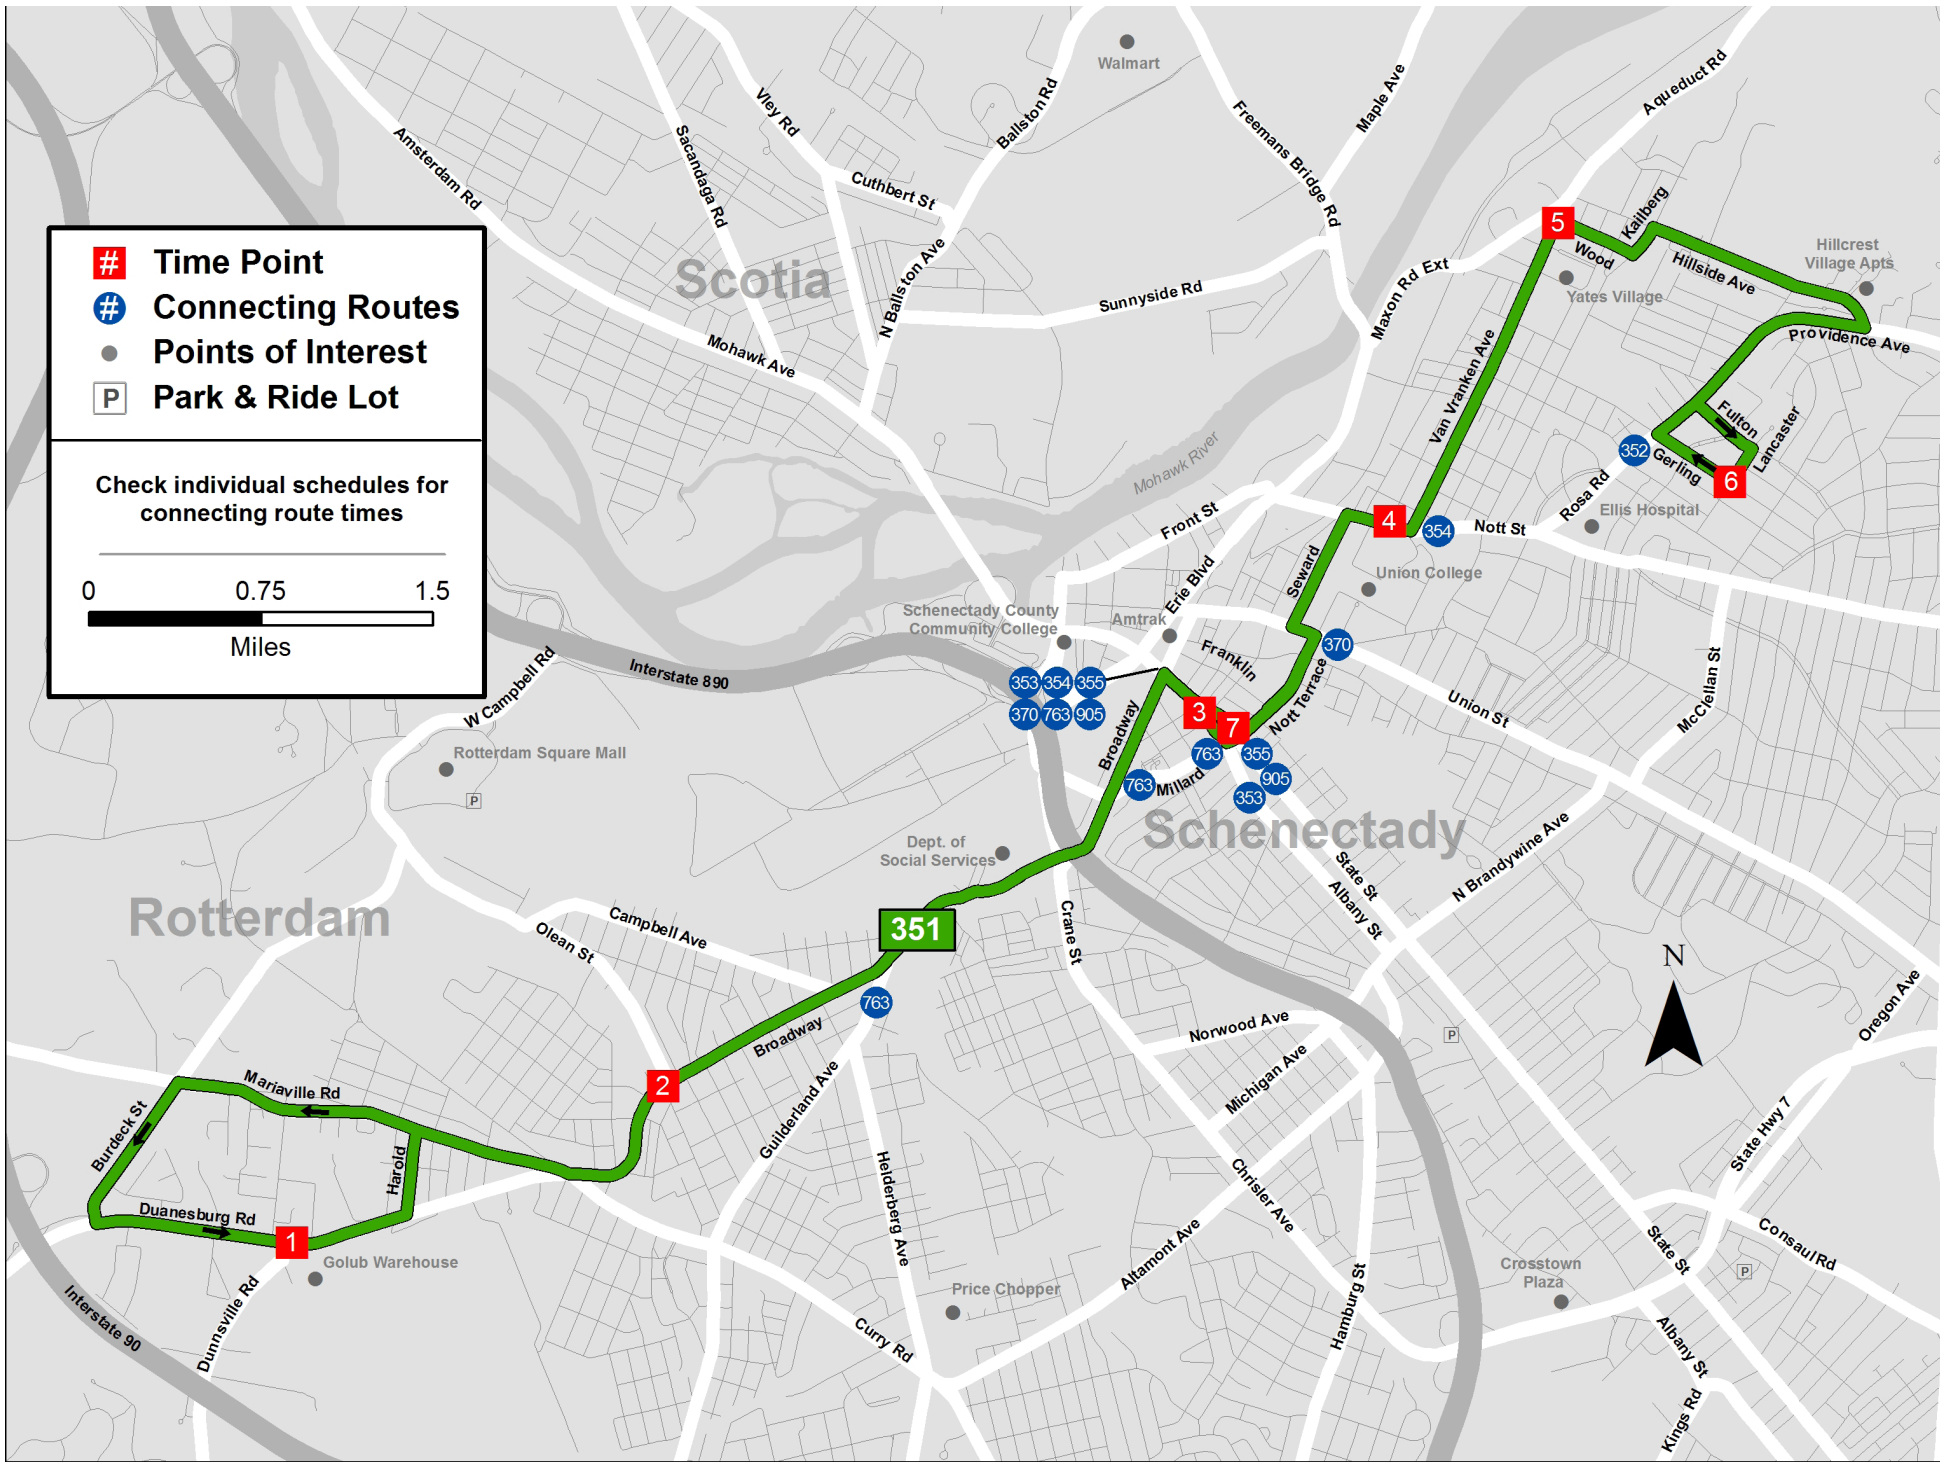 Walmart
Aqueduct Rd
Maple Ave
Ballston Rd
Vley Rd
Freemans Bridge Rd
Amsterdam Rd
Sacandaga Rd
Cuthbert St
Kailberg
5
Wood
Hillcrest
Village Apts
Hillside Ave
# Time Point
# Connecting Routes
Points of Interest
P Park & Ride Lot
Check individual schedules for
connecting route times
0 0.75 1.5
Miles
Scotia
N Ballston Ave
Sunnyside Rd
Maxon Rd Ext
Yates Village
Providence Ave
Mohawk Ave
Van Vranken Ave
Fulton
Lancaster
352
Gerling
6
Mohawk River
Rosa Rd
Ellis Hospital
Front St
4
354
Nott St
Seward
Union College
Erie Blvd
Schenectady County
Community College
Amtrak
370
Franklin
Nott Terrace
Interstate 890
353 354 355
370 763 905
W Campbell Rd
Union St
McClellan St
3
7
Broadway
763
355
905
353
763
Millard
Rotterdam Square Mall
P
Schenectady
Dept. of
Social Services
State St
Albany St
N Brandywine Ave
Rotterdam
351
Campbell Ave
Olean St
Crane St
N
763
Broadway
Norwood Ave
P
Oregon Ave
Michigan Ave
2
Mariaville Rd
Guilderland Ave
Burdeck St
Harold
Helderberg Ave
Chrisler Ave
State Hwy 7
Duanesburg Rd
1
Golub Warehouse
Altamont Ave
Consaul Rd
State St
P
Crosstown
Plaza
Price Chopper
Interstate 90
Dunnsville Rd
Curry Rd
Hamburg St
Albany St
Kings Rd